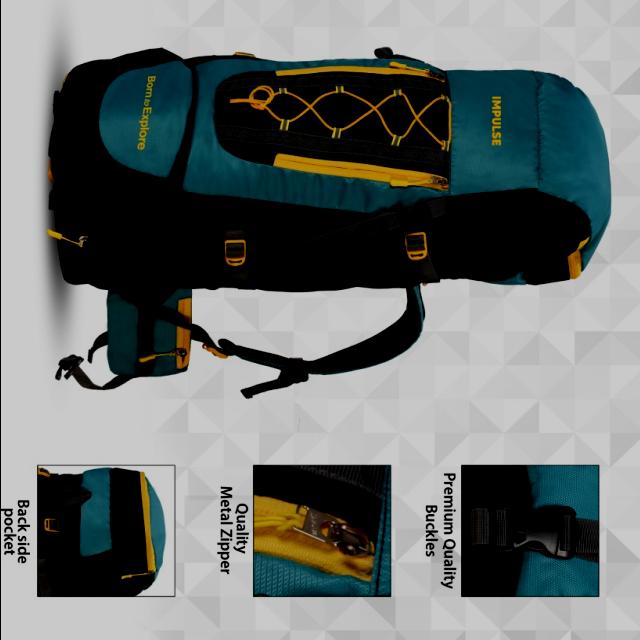 IMPULSE
Born to Explore
Premium Quality
Buckles
Quality
Metal Zipper
Back side
pocket